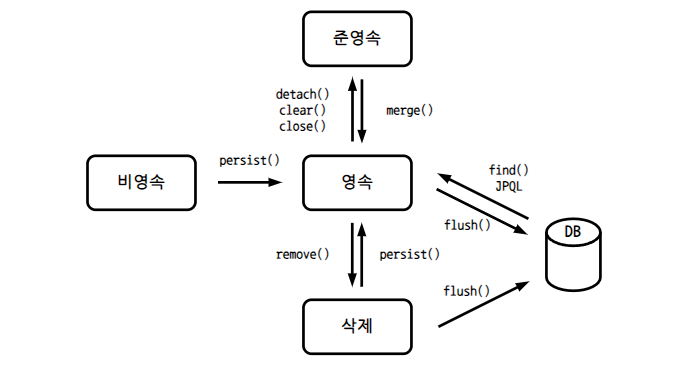 준영속
detach()
clear()
close()
merge()
persist()
비영속
영속
find()
JPQL
flush()
DB
remove()
persist()
flush()
삭제